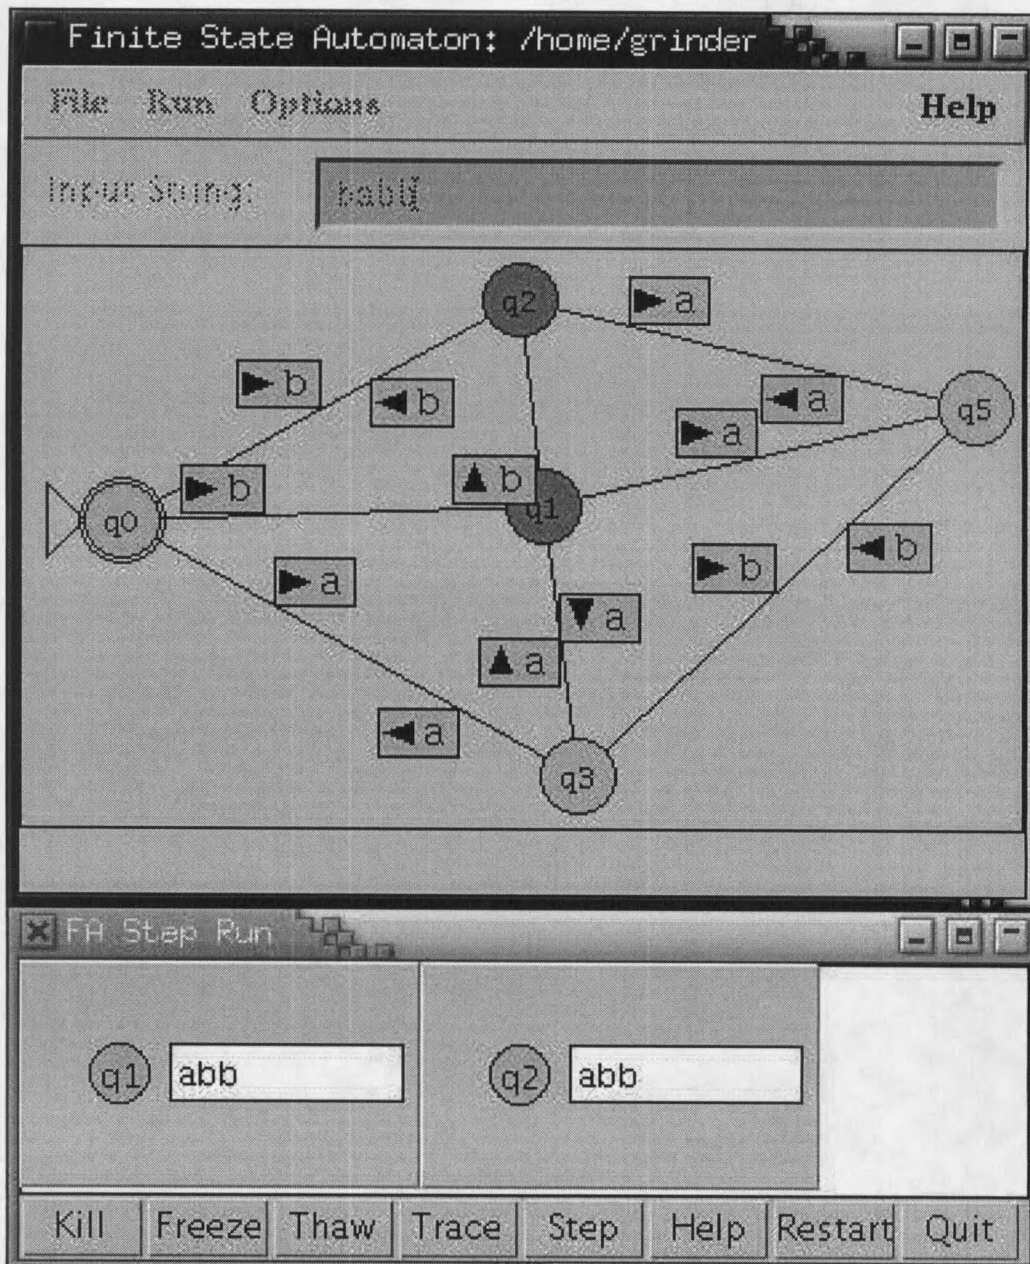 Finite State Automaton: /home/grinder
File Run Options Help
Input String: babb
q2
a
b
b
a
q5
a
b
b
q1
q0
a
b
b
a
a
a
q3
FA Step Run
q1 abb
q2 abb
Kill Freeze Thaw Trace Step Help Restart Quit